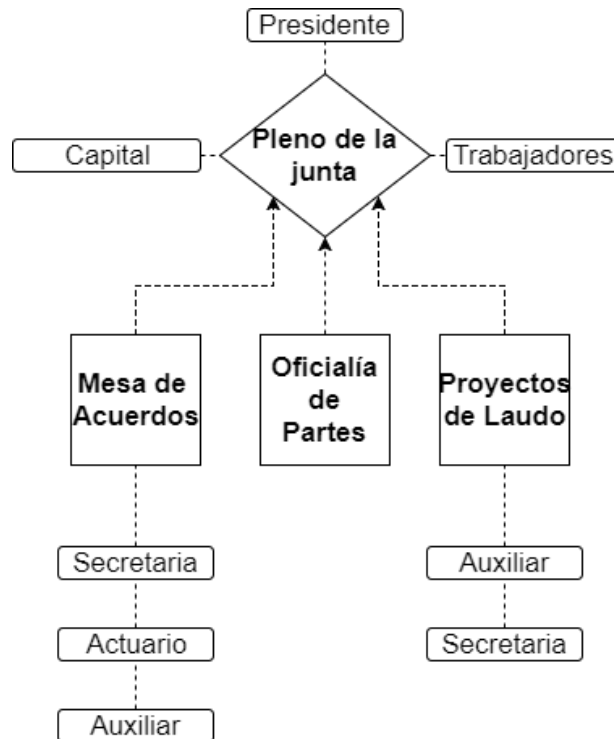 Presidente
Capital
Pleno de la
junta
Trabajadores
Mesa de
Acuerdos
Oficialía
de
Partes
Proyectos
de Laudo
Secretaria
Actuario
Auxiliar
Auxiliar
Secretaria